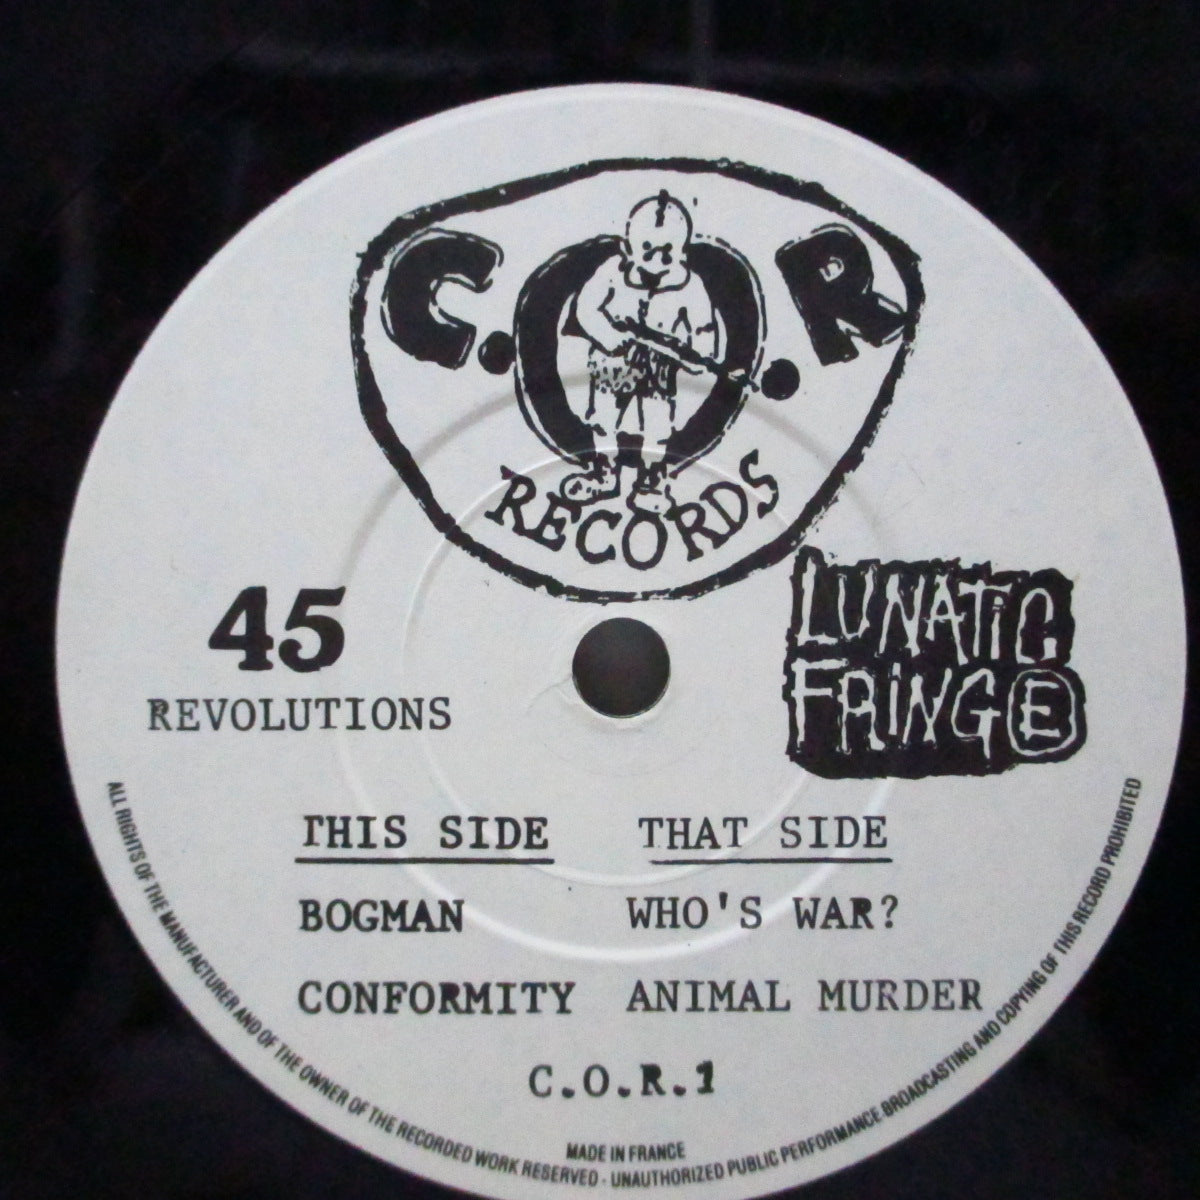 C.O.R
RECORDS
LUNATIC
FRINGE
45
REVOLUTIONS
THIS SIDE THAT SIDE
BOGMAN WHO'S WAR?
CONFORMITY ANIMAL MURDER
C.O.R.1
MADE IN FRANCE
ALL RIGHTS OF THE MANUFACTURER AND OF THE OWNER OF THE RECORDED WORK RESERVED · UNAUTHORIZED PUBLIC PERFORMANCE·BROADCASTING AND COPYING OF THIS RECORD PROHIBITED